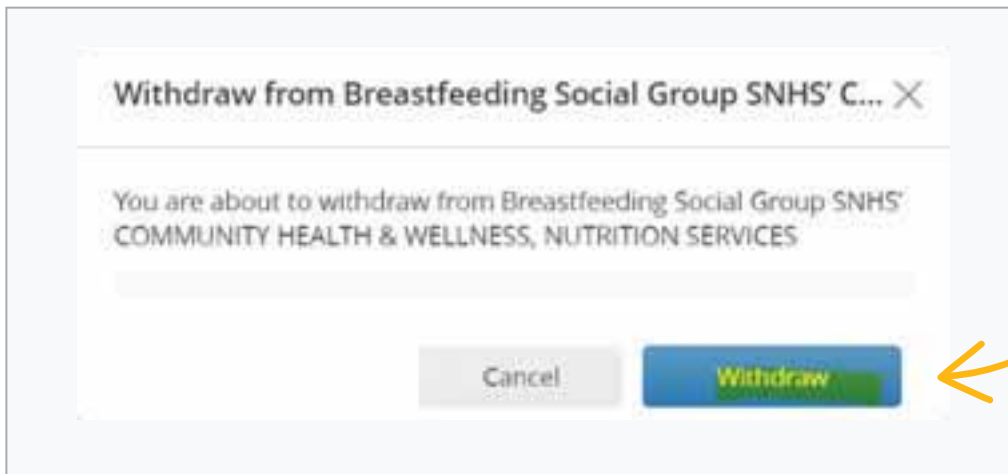 Withdraw from Breastfeeding Social Group SNHS' C...
You are about to withdraw from Breastfeeding Social Group SNHS'
COMMUNITY HEALTH & WELLNESS, NUTRITION SERVICES
Cancel
Withdraw